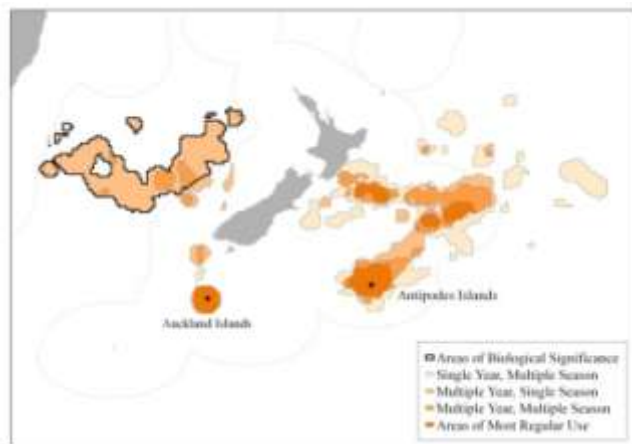 Antipodes Islands
Auckland Islands
Areas of Biological Significance
Single Year, Multiple Season
Multiple Year, Single Season
Multiple Year, Multiple Season
Areas of Most Regular Use